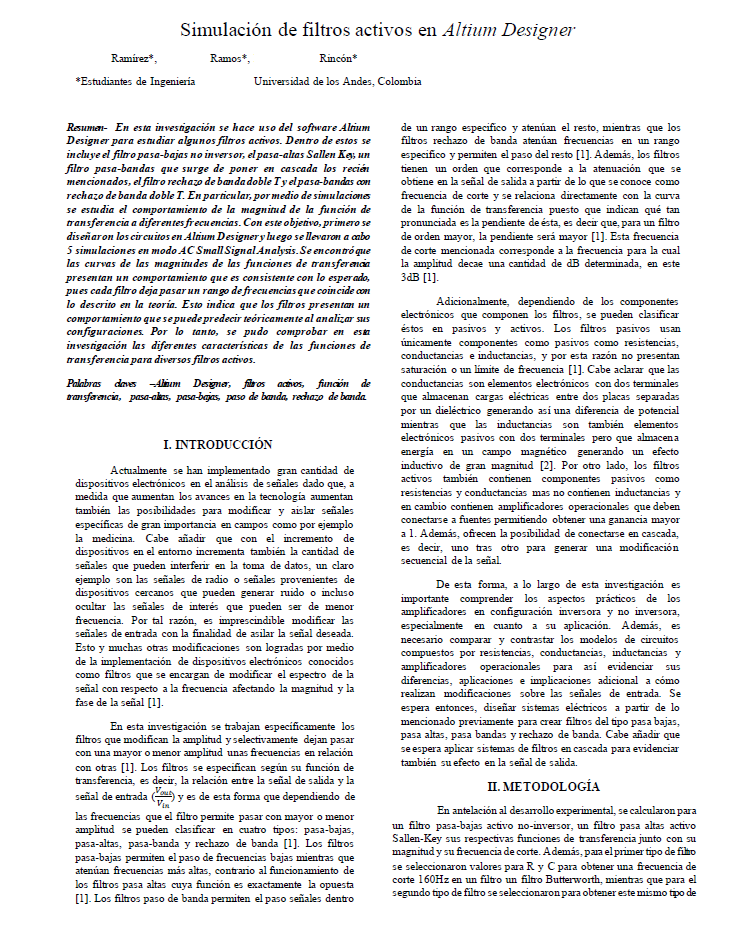 Simulación de filtros activos en Altium Designer
Ramírez*, Ramos*, Rincón*
*Estudiantes de Ingeniería Universidad de los Andes, Colombia
Resumen- En esta investigación se hace uso del software Altium
Designer para estudiar algunos filtros activos. Dentro de estos se
incluye el filtro pasa-bajas no inversor, el pasa-altas Sallen Key, un
filtro pasa-bandas que surge de poner en cascada los recién
mencionados, el filtro rechazo de banda doble T y el pasa-bandas con
rechazo de banda doble T. En particular, por medio de simulaciones
se estudia el comportamiento de la magnitud de la función de
transferencia a diferentes frecuencias. Con este objetivo, primero se
diseñaron los circuitos en Altium Designer y luego se llevaron a cabo
5 simulaciones en modo AC Small Signal Analysis. Se encontró que
las curvas de las magnitudes de las funciones de transferencia
presentan un comportamiento que es consistente con lo esperado,
pues cada filtro deja pasar un rango de frecuencias que coincide con
lo descrito en la teoría. Esto indica que los filtros presentan un
comportamiento que se puede predecir teóricamente al analizar sus
configuraciones. Por lo tanto, se pudo comprobar en esta
investigación las diferentes características de las funciones de
transferencia para diversos filtros activos.
Palabras claves –Altium Designer, filtros activos, función de
transferencia, pasa-altas, pasa-bajas, paso de banda, rechazo de banda.
I. INTRODUCCIÓN
Actualmente se han implementado gran cantidad de
dispositivos electrónicos en el análisis de señales dado que, a
medida que aumentan los avances en la tecnología aumentan
también las posibilidades para modificar y aislar señales
específicas de gran importancia en campos como por ejemplo
la medicina. Cabe añadir que con el incremento de
dispositivos en el entorno incrementa también la cantidad de
señales que pueden interferir en la toma de datos, un claro
ejemplo son las señales de radio o señales provenientes de
dispositivos cercanos que pueden generar ruido o incluso
ocultar las señales de interés que pueden ser de menor
frecuencia. Por tal razón, es imprescindible modificar las
señales de entrada con la finalidad de asilar la señal deseada.
Esto y muchas otras modificaciones son logradas por medio
de la implementación de dispositivos electrónicos conocidos
como filtros que se encargan de modificar el espectro de la
señal con respecto a la frecuencia afectando la magnitud y la
fase de la señal [1].
En esta investigación se trabajan específicamente los
filtros que modifican la amplitud y selectivamente dejan pasar
con una mayor o menor amplitud unas frecuencias en relación
con otras [1]. Los filtros se especifican según su función de
transferencia, es decir, la relación entre la señal de salida y la
señal de entrada (Vout/Vin) y es de esta forma que dependiendo de
las frecuencias que el filtro permite pasar con mayor o menor
amplitud se pueden clasificar en cuatro tipos: pasa-bajas,
pasa-altas, pasa-banda y rechazo de banda [1]. Los filtros
pasa-bajas permiten el paso de frecuencias bajas mientras que
atenúan frecuencias más altas, contrario al funcionamiento de
los filtros pasa altas cuya función es exactamente la opuesta
[1]. Los filtros paso de banda permiten el paso señales dentro
de un rango especifico y atenúan el resto, mientras que los
filtros rechazo de banda atenúan frecuencias en un rango
especifico y permiten el paso del resto [1]. Además, los filtros
tienen un orden que corresponde a la atenuación que se
obtiene en la señal de salida a partir de lo que se conoce como
frecuencia de corte y se relaciona directamente con la curva
de la función de transferencia puesto que indican qué tan
pronunciada es la pendiente de ésta, es decir que, para un filtro
de orden mayor, la pendiente será mayor [1]. Esta frecuencia
de corte mencionada corresponde a la frecuencia para la cual
la amplitud decae una cantidad de dB determinada, en este
3dB [1].
Adicionalmente, dependiendo de los componentes
electrónicos que componen los filtros, se pueden clasificar
éstos en pasivos y activos. Los filtros pasivos usan
únicamente componentes como pasivos como resistencias,
conductancias e inductancias, y por esta razón no presentan
saturación o un límite de frecuencia [1]. Cabe aclarar que las
conductancias son elementos electrónicos con dos terminales
que almacenan cargas eléctricas entre dos placas separadas
por un dieléctrico generando así una diferencia de potencial
mientras que las inductancias son también elementos
electrónicos pasivos con dos terminales pero que almacena
energía en un campo magnético generando un efecto
inductivo de gran magnitud [2]. Por otro lado, los filtros
activos también contienen componentes pasivos como
resistencias y conductancias mas no contienen inductancias y
en cambio contienen amplificadores operacionales que deben
conectarse a fuentes permitiendo obtener una ganancia mayor
a 1. Además, ofrecen la posibilidad de conectarse en cascada,
es decir, uno tras otro para generar una modificación
secuencial de la señal.
De esta forma, a lo largo de esta investigación es
importante comprender los aspectos prácticos de los
amplificadores en configuración inversora y no inversora,
especialmente en cuanto a su aplicación. Además, es
necesario comparar y contrastar los modelos de circuitos
compuestos por resistencias, conductancias, inductancias y
amplificadores operacionales para así evidenciar sus
diferencias, aplicaciones e implicaciones adicional a cómo
realizan modificaciones sobre las señales de entrada. Se
espera entonces, diseñar sistemas eléctricos a partir de lo
mencionado previamente para crear filtros del tipo pasa bajas,
pasa altas, pasa bandas y rechazo de banda. Cabe añadir que
se espera aplicar sistemas de filtros en cascada para evidenciar
también su efecto en la señal de salida.
II. METODOLOGÍA
En antelación al desarrollo experimental, se calcularon para
un filtro pasa-bajas activo no-inversor, un filtro pasa altas activo
Sallen-Key sus respectivas funciones de transferencia junto con su
magnitud y su frecuencia de corte. Además, para el primer tipo de filtro
se seleccionaron valores para R y C para obtener una frecuencia de
corte 160Hz en un filtro un filtro Butterworth, mientras que para el
segundo tipo de filtro se seleccionaron para obtener este mismo tipo de